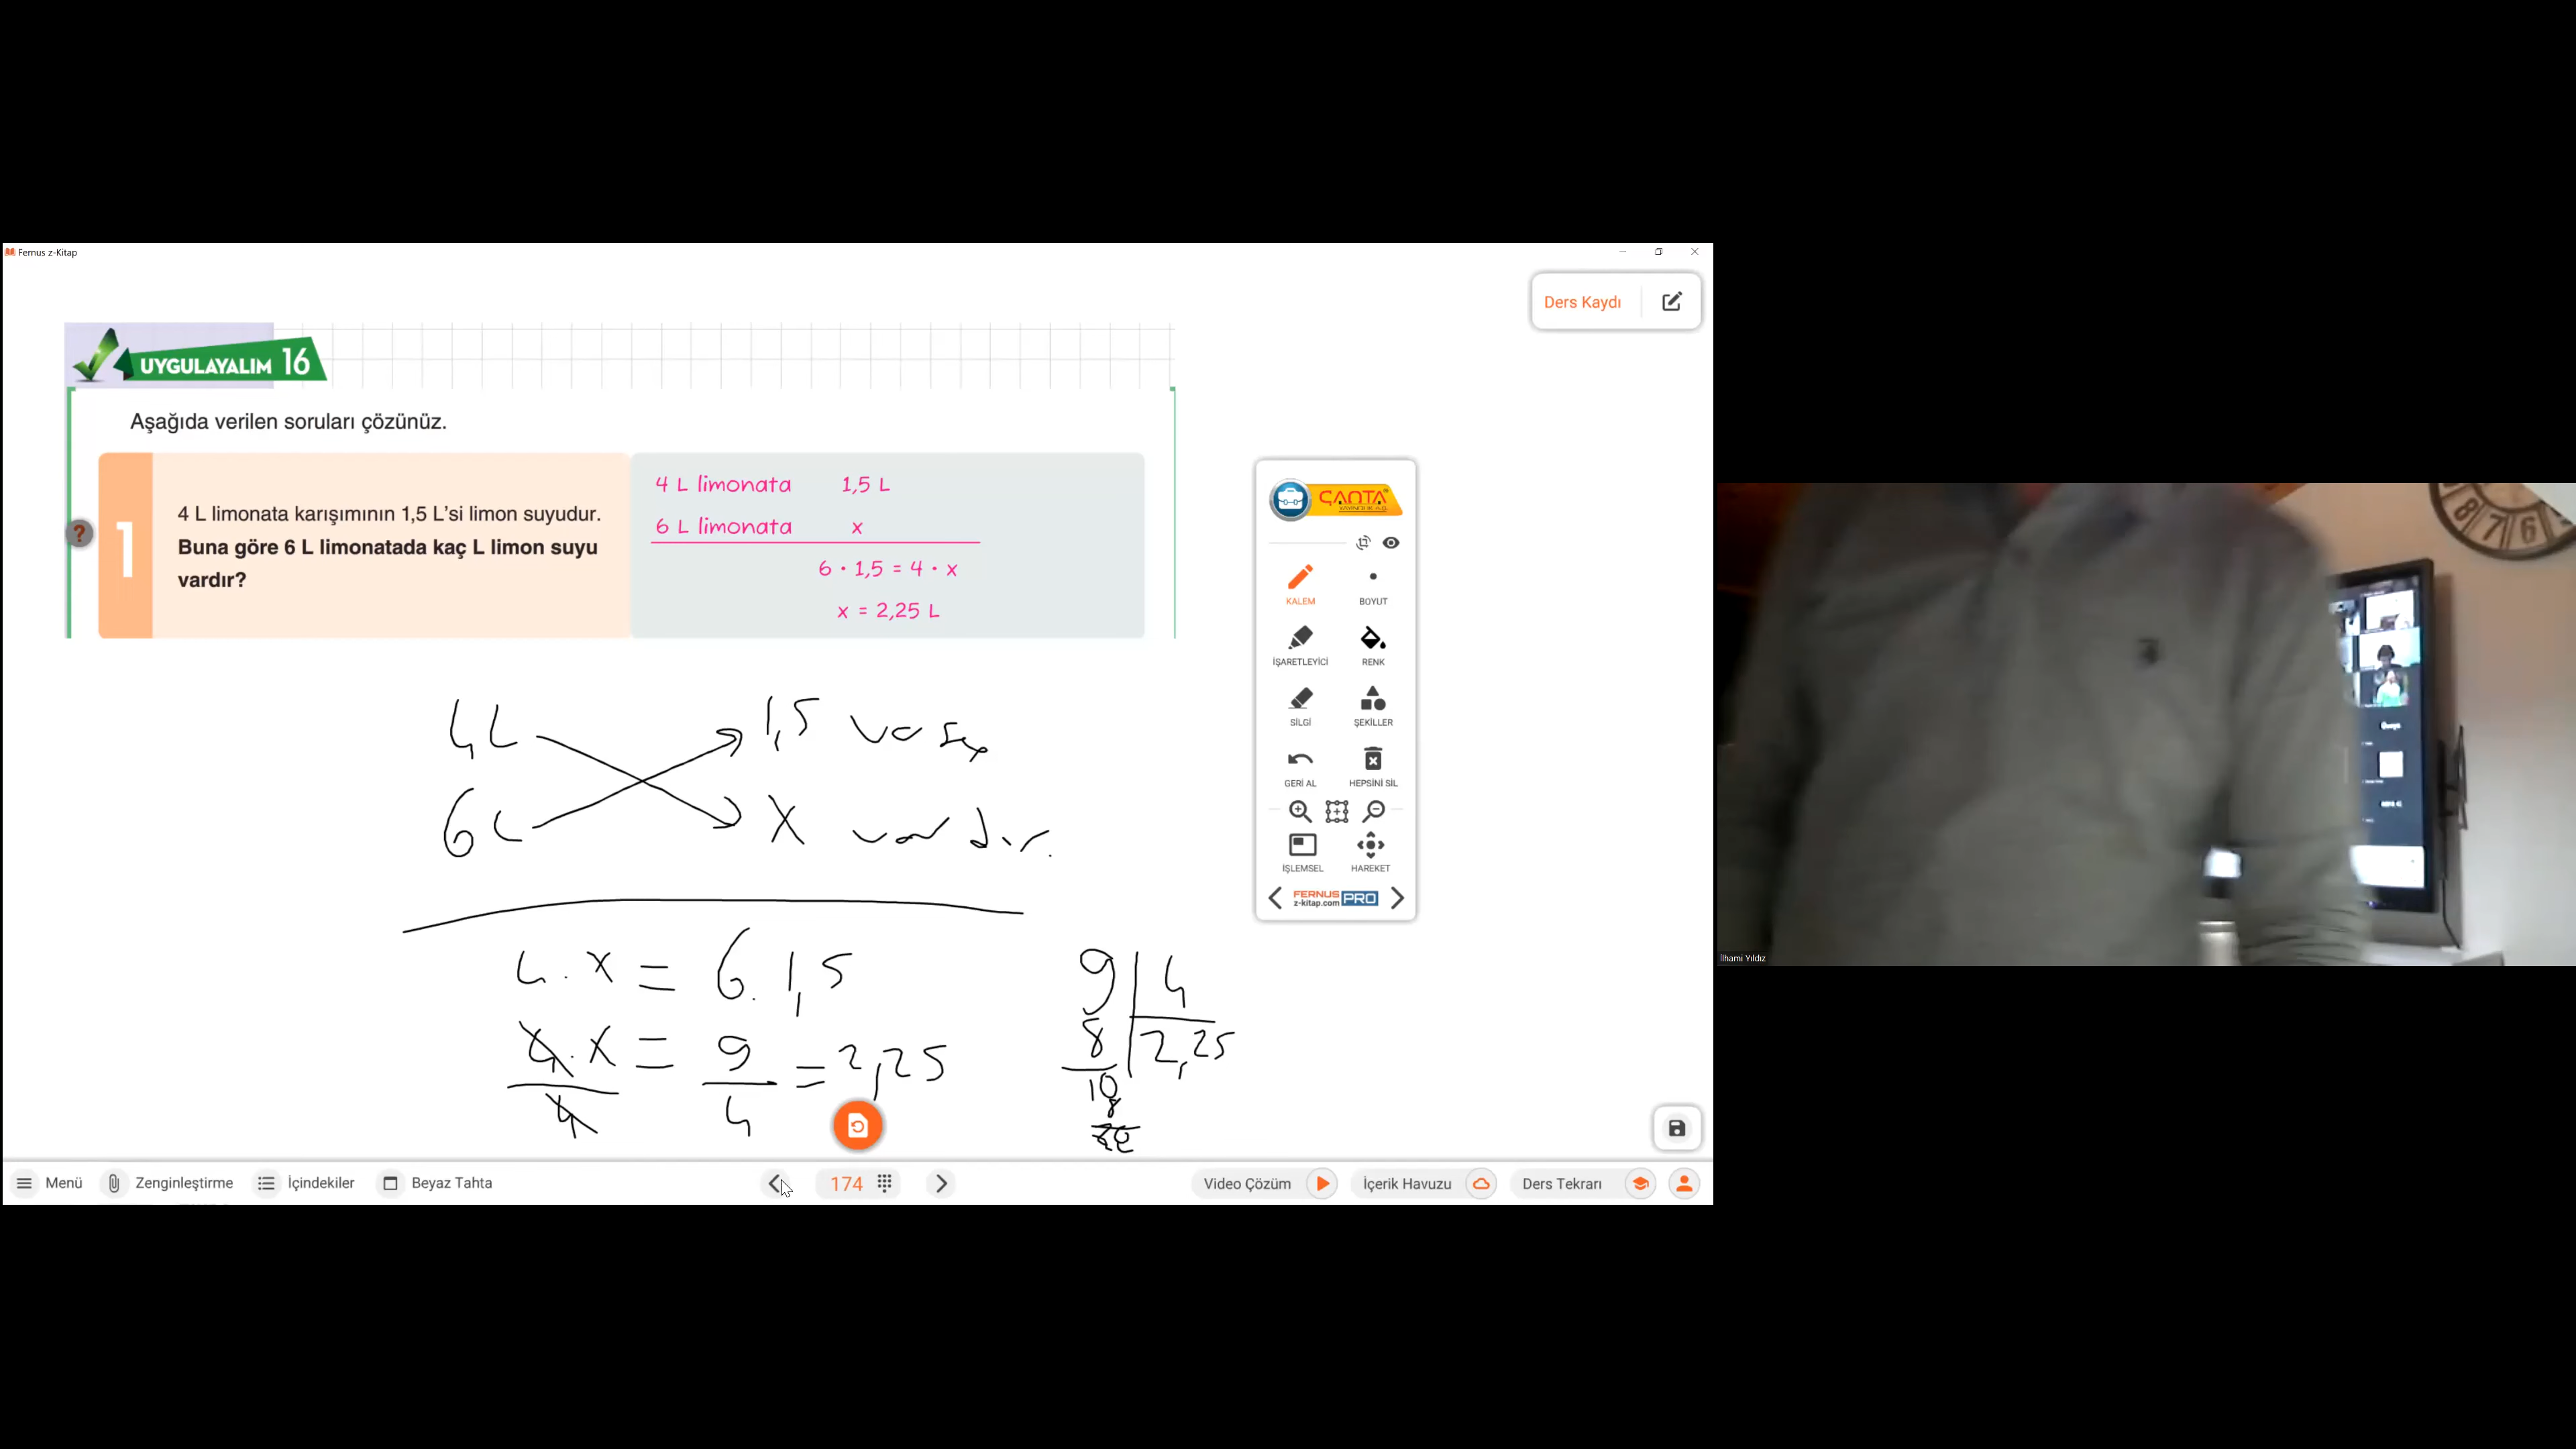 Fernus z-Kitap
Ders Kaydı
UYGULAYALIM 16
Aşağıda verilen soruları çözünüz.
?
1
4 L limonata karışımının 1,5 L'si limon suyudur.
Buna göre 6 L limonatada kaç L limon suyu
vardır?
4 L limonata 1,5 L
6 L limonata x
6 · 1,5 = 4 · x
x = 2,25 L
4L 1,5 varsa
6L X vardır.
4 . x = 6 . 1,5
4 . x = 9 = 2,25
4 4
9 4
8 2,25
10
8
ÇANTA
KALEM BOYUT
İŞARETLEYİCİ RENK
SİLGİ ŞEKİLLER
GERİ AL HEPSİNİ SİL
İŞLEMSEL HAREKET
FERNUS PRO
z-kitap.com
8 7 6
İlhami Yıldız
Menü Zenginleştirme İçindekiler Beyaz Tahta 174 Video Çözüm İçerik Havuzu Ders Tekrarı